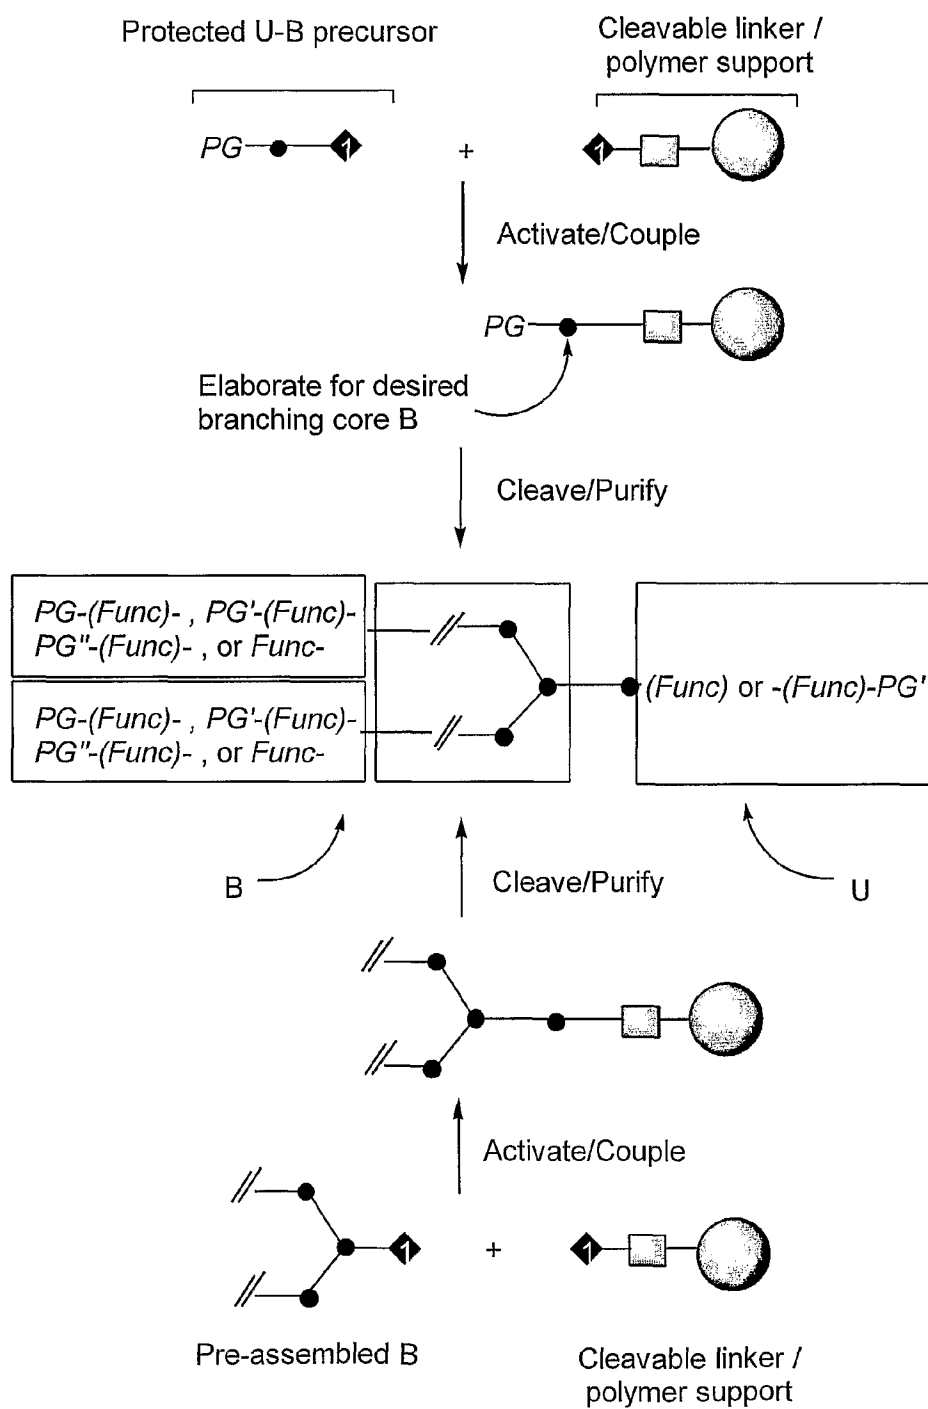 Protected U-B precursor
Cleavable linker /
polymer support
PG
1
+
1
Activate/Couple
PG
Elaborate for desired
branching core B
Cleave/Purify
PG-(Func)- , PG'-(Func)-
PG"-(Func)- , or Func-
(Func) or -(Func)-PG'
PG-(Func)- , PG'-(Func)-
PG"-(Func)- , or Func-
B
Cleave/Purify
U
Activate/Couple
1
+
1
Pre-assembled B
Cleavable linker /
polymer support